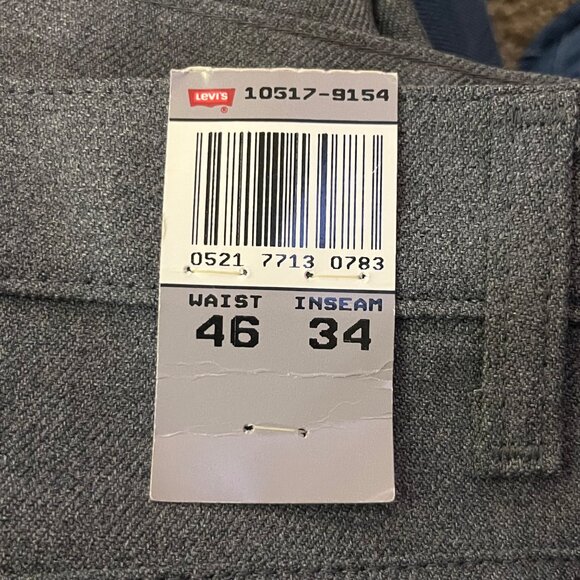 Levi's ® 10517-9154
0521 7713 0783
WAIST INSEAM
46 34